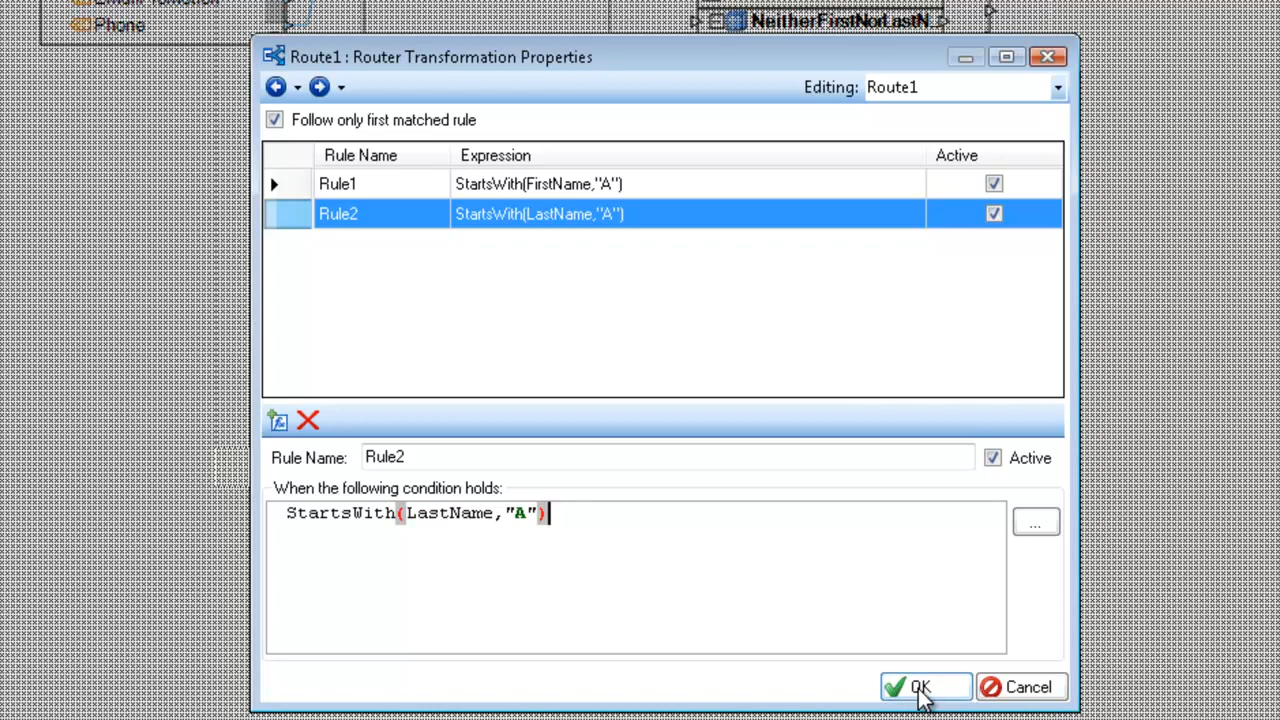 Phone
NeitherFirstNorLastN...
Route1 : Router Transformation Properties
Editing: Route1
Follow only first matched rule
Rule Name Expression Active
Rule1 StartsWith(FirstName,"A")
Rule2 StartsWith(LastName,"A")
Rule Name: Rule2 Active
When the following condition holds:
StartsWith(LastName,"A")
...
OK Cancel